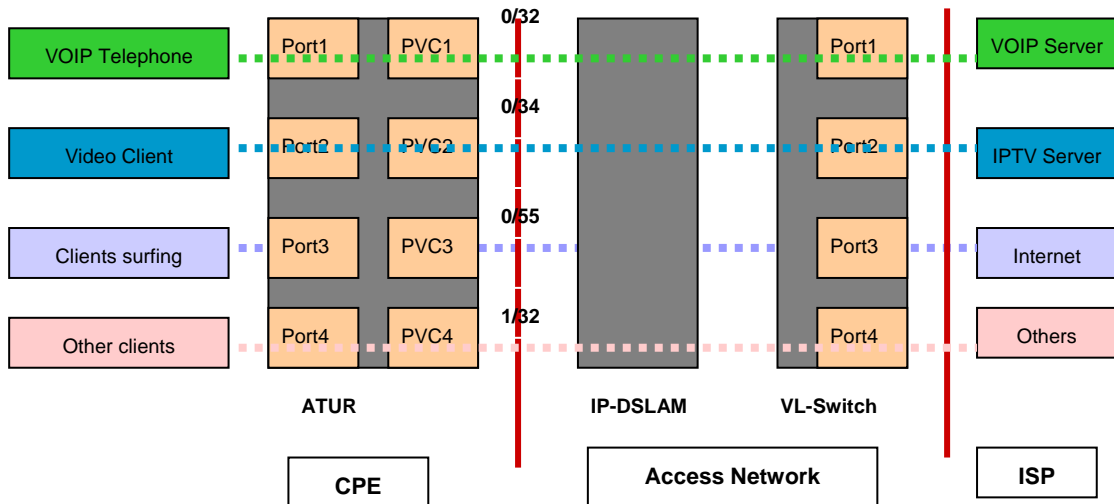 0/32
VOIP Telephone
Port1
PVC1
Port1
VOIP Server
0/34
Video Client
Port2
PVC2
Port2
IPTV Server
0/55
Clients surfing
Port3
PVC3
Port3
Internet
1/32
Other clients
Port4
PVC4
Port4
Others
ATUR
IP-DSLAM
VL-Switch
CPE
Access Network
ISP